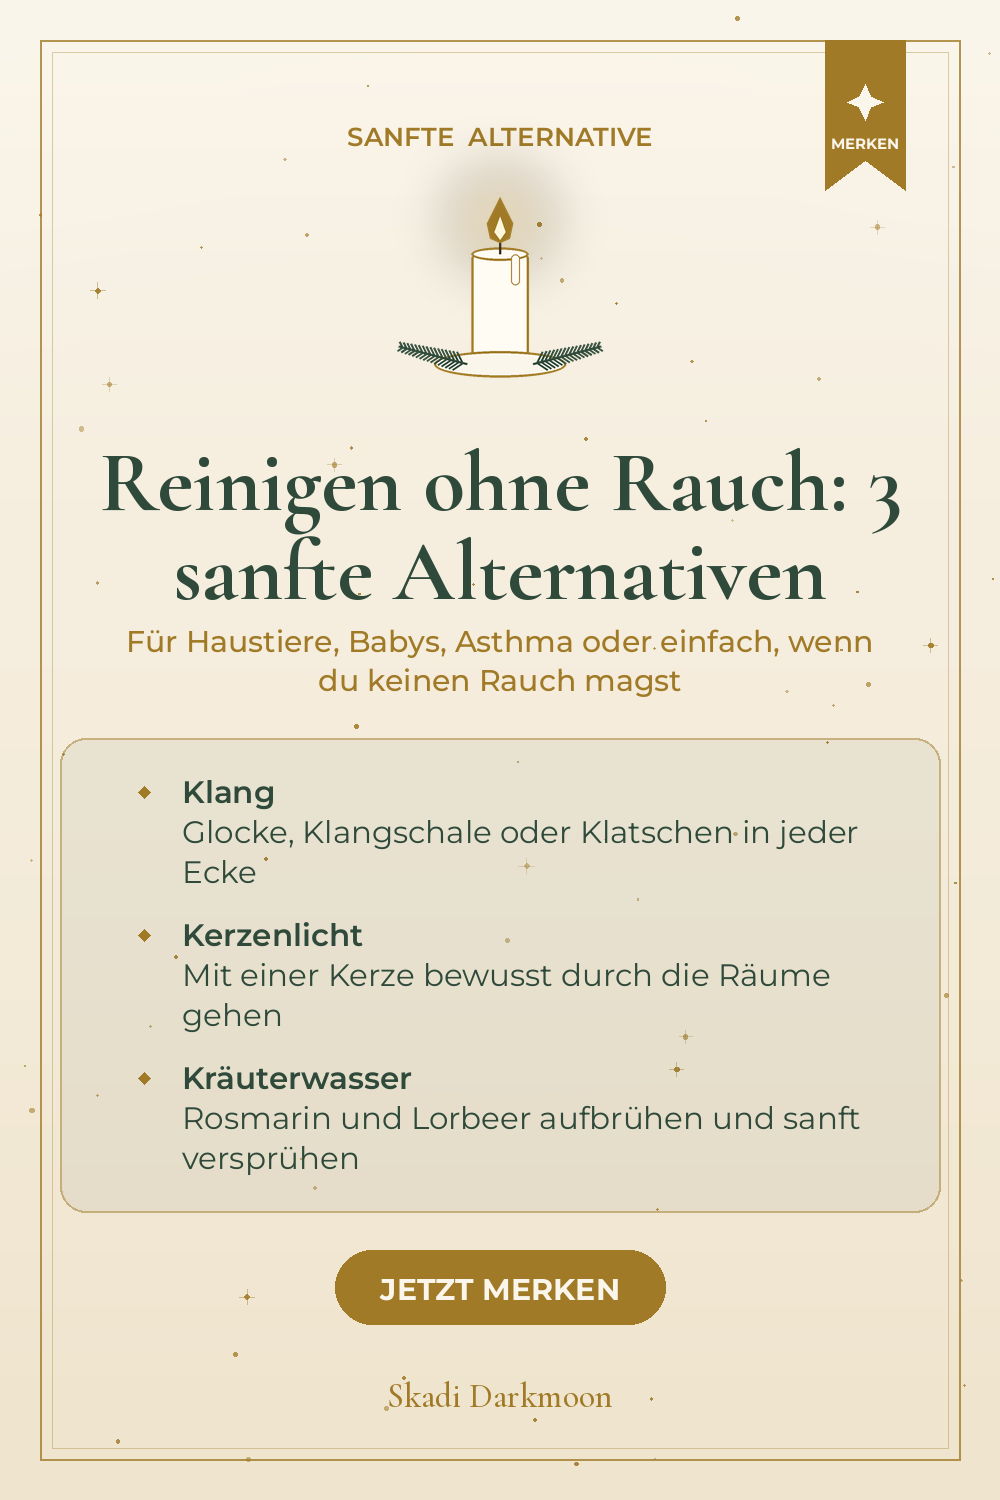 SANFTE ALTERNATIVE
MERKEN
Reinigen ohne Rauch: 3
sanfte Alternativen
Für Haustiere, Babys, Asthma oder einfach, wenn
du keinen Rauch magst
Klang
Glocke, Klangschale oder Klatschen in jeder
Ecke
Kerzenlicht
Mit einer Kerze bewusst durch die Räume
gehen
Kräuterwasser
Rosmarin und Lorbeer aufbrühen und sanft
versprühen
JETZT MERKEN
Skadi Darkmoon